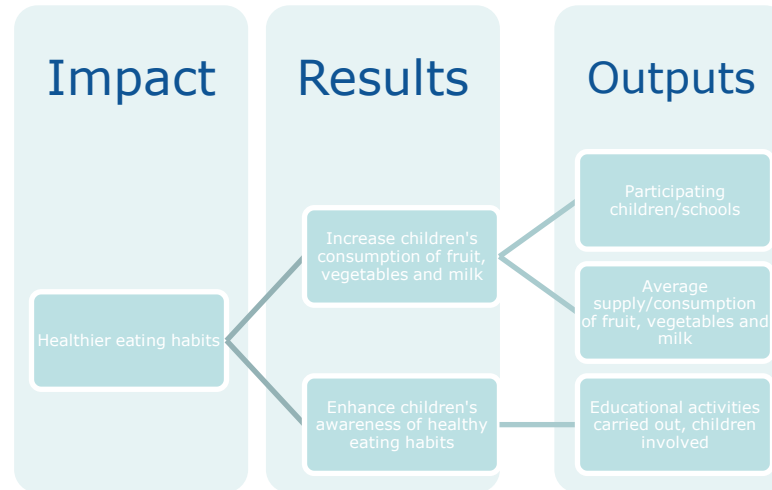 Impact
Results
Outputs
Healthier eating habits
Increase children's
consumption of fruit,
vegetables and milk
Enhance children's
awareness of healthy
eating habits
Participating
children/schools
Average
supply/consumption
of fruit, vegetables and
milk
Educational activities
carried out, children
involved